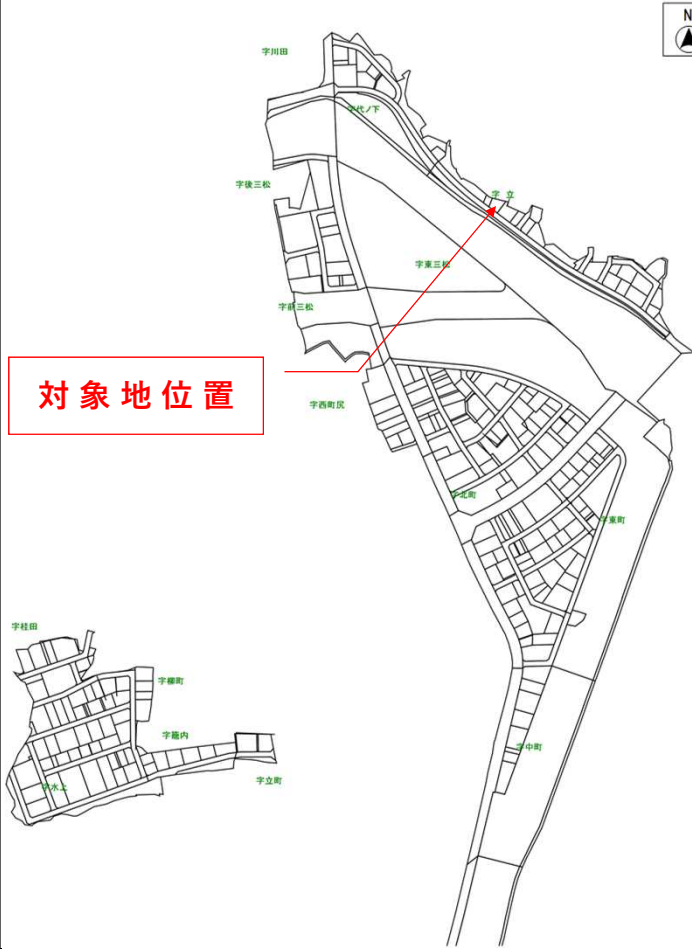 N
字川田
字代ノ下
字後三松
字 立
字東三松
字前三松
対象地位置
字西町尻
字北町
字東町
字桂田
字柳町
字籠内
字中町
字立町
字水上